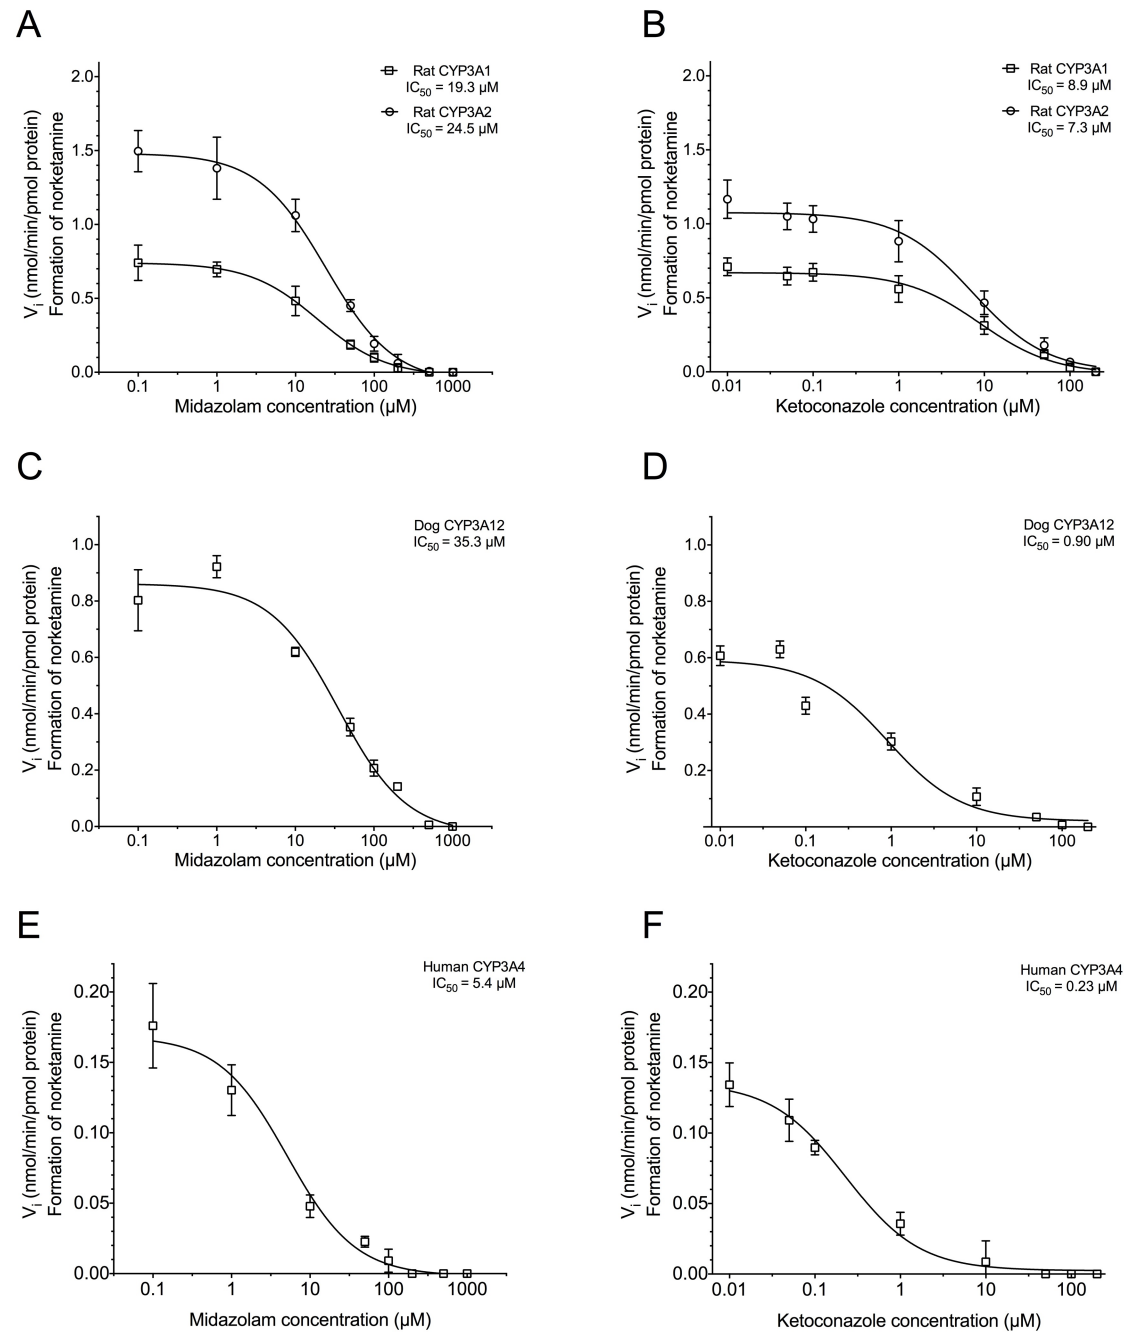 A
Rat CYP3A1
IC50 = 19.3 µM
Rat CYP3A2
IC50 = 24.5 µM
Vi (nmol/min/pmol protein)
Formation of norketamine
2.0
1.5
1.0
0.5
0.0
0.1 1 10 100 1000
Midazolam concentration (µM)
B
Rat CYP3A1
IC50 = 8.9 µM
Rat CYP3A2
IC50 = 7.3 µM
Vi (nmol/min/pmol protein)
Formation of norketamine
2.0
1.5
1.0
0.5
0.0
0.01 0.1 1 10 100
Ketoconazole concentration (µM)
C
Dog CYP3A12
IC50 = 35.3 µM
Vi (nmol/min/pmol protein)
Formation of norketamine
1.0
0.8
0.6
0.4
0.2
0.0
0.1 1 10 100 1000
Midazolam concentration (µM)
D
Dog CYP3A12
IC50 = 0.90 µM
Vi (nmol/min/pmol protein)
Formation of norketamine
1.0
0.8
0.6
0.4
0.2
0.01 0.1 1 10 100
Ketoconazole concentration (µM)
E
Human CYP3A4
IC50 = 5.4 µM
Vi (nmol/min/pmol protein)
Formation of norketamine
0.20
0.15
0.10
0.05
0.00
0.1 1 10 100 1000
Midazolam concentration (µM)
F
Human CYP3A4
IC50 = 0.23 µM
Vi (nmol/min/pmol protein)
Formation of norketamine
0.20
0.15
0.10
0.05
0.00
0.01 0.1 1 10 100
Ketoconazole concentration (µM)